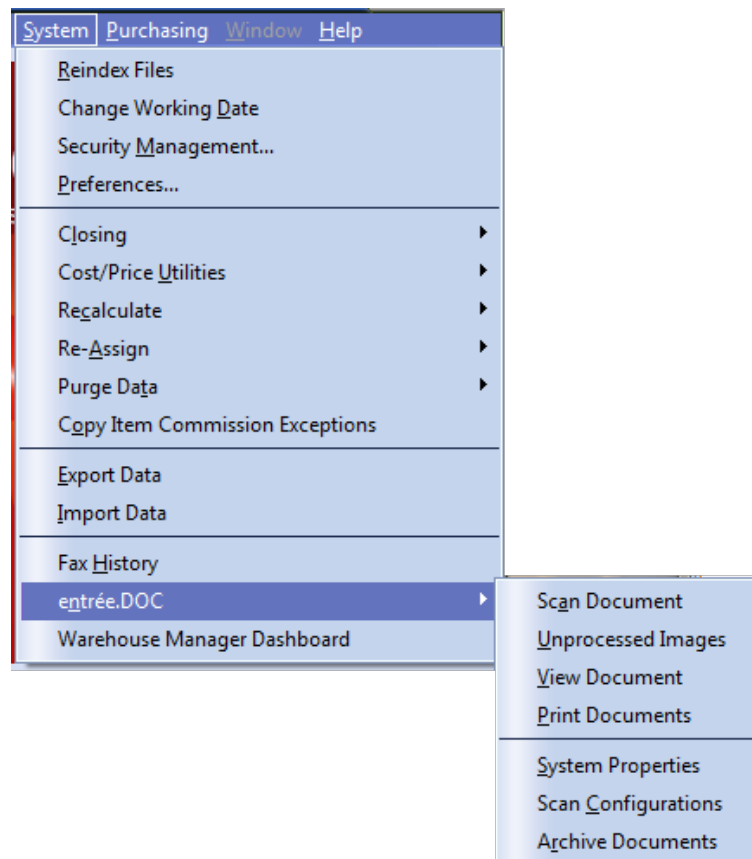 System Purchasing Window Help
Reindex Files
Change Working Date
Security Management...
Preferences...
Closing
Cost/Price Utilities
Recalculate
Re-Assign
Purge Data
Copy Item Commission Exceptions
Export Data
Import Data
Fax History
entrée.DOC
Warehouse Manager Dashboard
Scan Document
Unprocessed Images
View Document
Print Documents
System Properties
Scan Configurations
Archive Documents